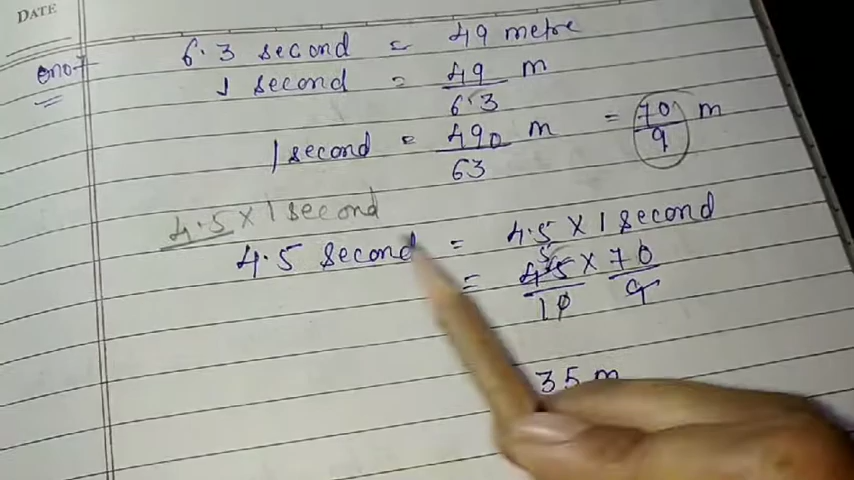 DATE
6.3 second = 49 metre
1 second = 49/6.3 m
1 second = 490/63 m = 70/9 m
4.5 × 1 second
4.5 second = 4.5 × 1 second
= 45/10 × 70/9
35 m